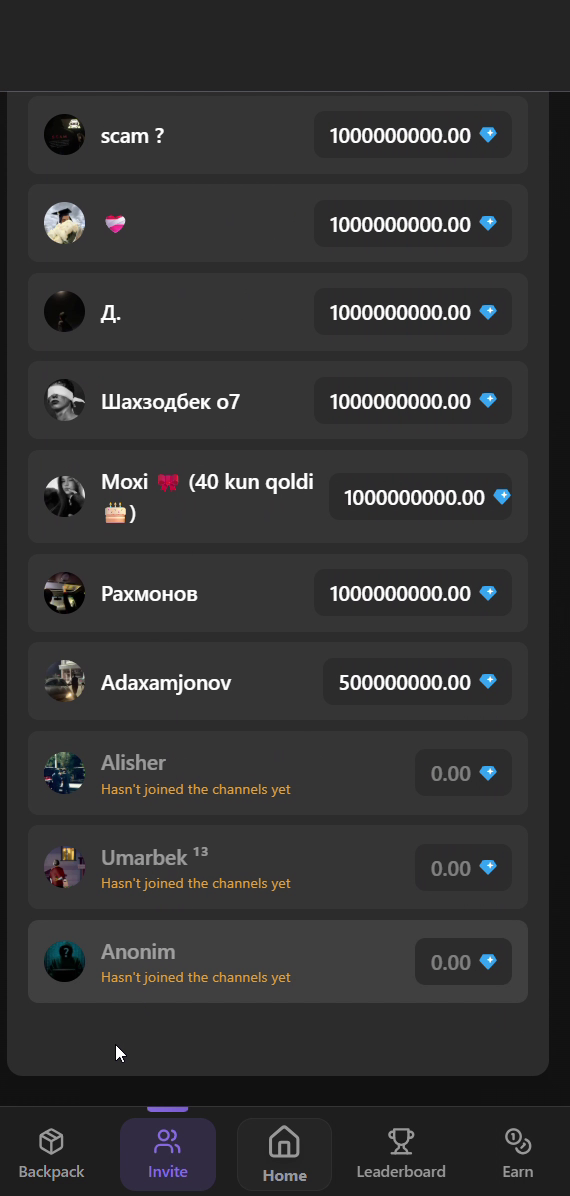 scam ?
1000000000.00
💝
1000000000.00
Д.
1000000000.00
Шахзодбек о7
1000000000.00
Moxi 🎀 (40 kun qoldi
🎂)
1000000000.00
Рахмонов
1000000000.00
Adaxamjonov
500000000.00
Alisher
Hasn't joined the channels yet
0.00
Umarbek ¹³
Hasn't joined the channels yet
0.00
Anonim
Hasn't joined the channels yet
0.00
Backpack
Invite
Home
Leaderboard
Earn